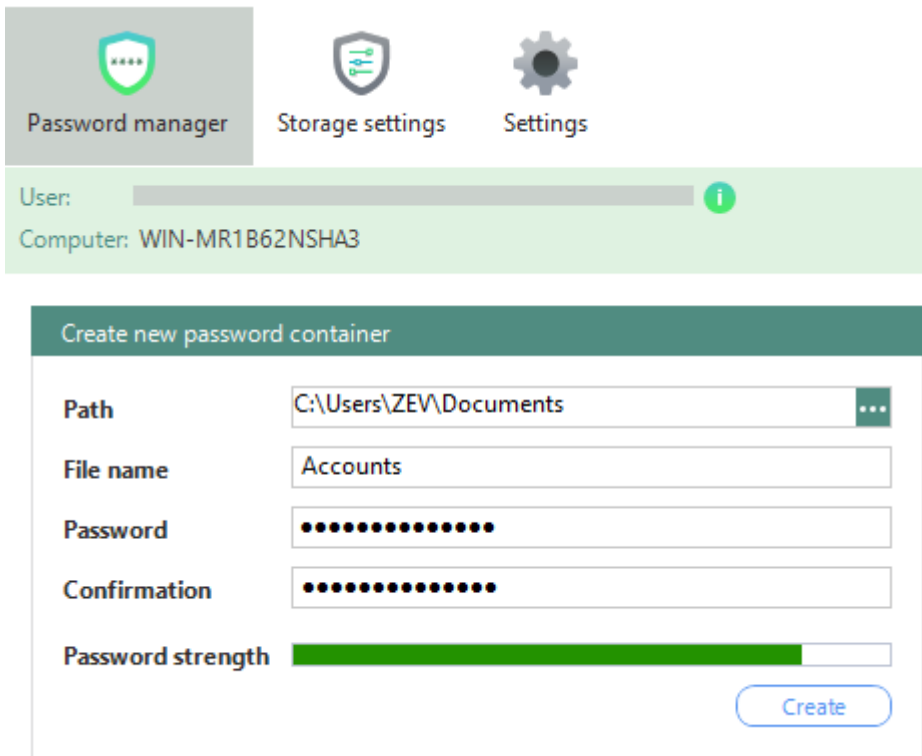 ****
Password manager Storage settings Settings
User: i
Computer: WIN-MR1B62NSHA3
Create new password container
Path C:\Users\ZEV\Documents ...
File name Accounts
Password ●●●●●●●●●●●●●●
Confirmation ●●●●●●●●●●●●●●
Password strength
Create